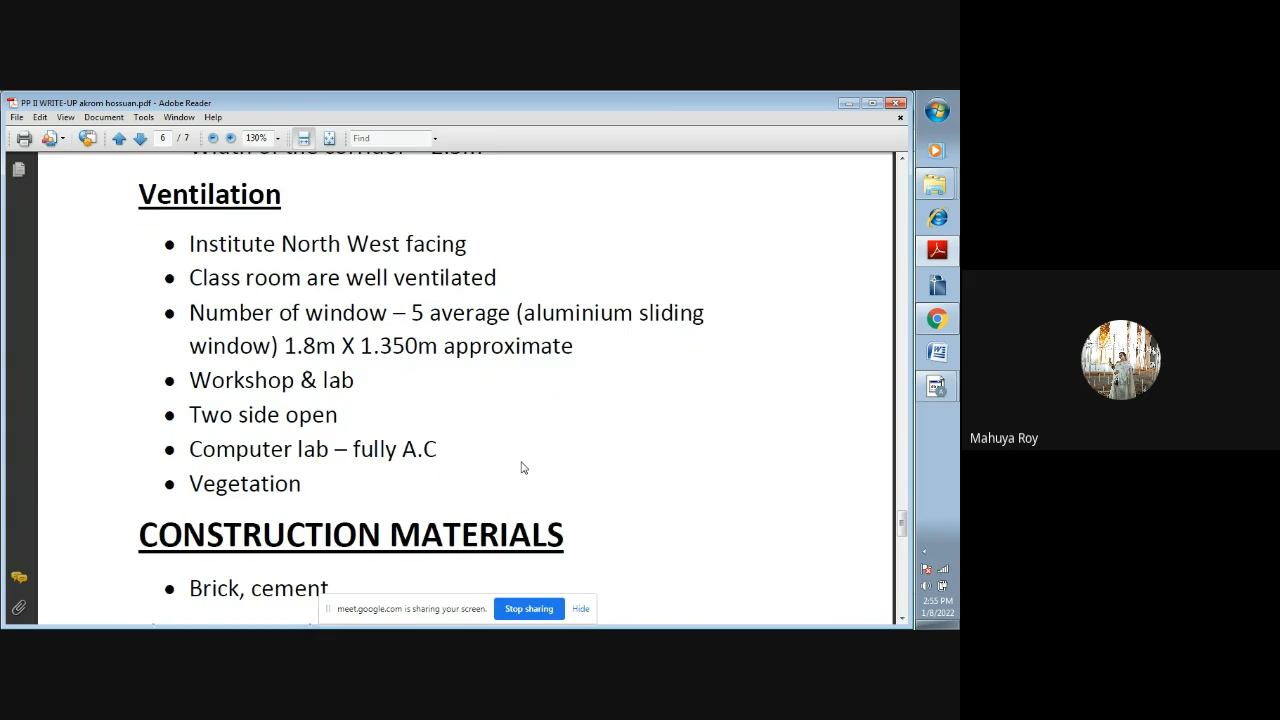 PP II WRITE-UP akrom hossuan.pdf - Adobe Reader
File Edit View Document Tools Window Help
6 / 7 130% Find
Ventilation
• Institute North West facing
• Class room are well ventilated
• Number of window – 5 average (aluminium sliding
window) 1.8m X 1.350m approximate
• Workshop & lab
• Two side open
• Computer lab – fully A.C
• Vegetation
CONSTRUCTION MATERIALS
• Brick, cement
meet.google.com is sharing your screen. Stop sharing Hide
2:55 PM
1/8/2022
Mahuya Roy